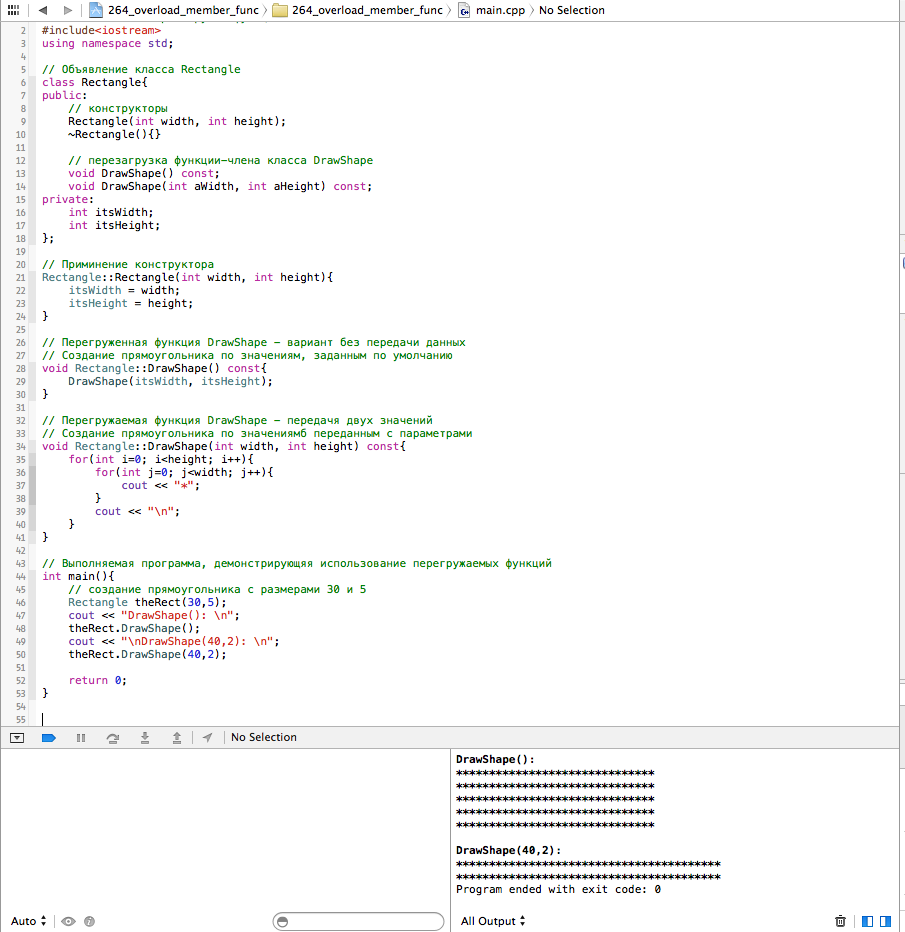 264_overload_member_func 〉 264_overload_member_func 〉 main.cpp 〉 No Selection
2 #include<iostream>
3 using namespace std;
4
5 // Объявление класса Rectangle
6 class Rectangle{
7 public:
8     // конструкторы
9     Rectangle(int width, int height);
10     ~Rectangle(){}
11
12     // перезагрузка функции-члена класса DrawShape
13     void DrawShape() const;
14     void DrawShape(int aWidth, int aHeight) const;
15 private:
16     int itsWidth;
17     int itsHeight;
18 };
19
20 // Приминение конструктора
21 Rectangle::Rectangle(int width, int height){
22     itsWidth = width;
23     itsHeight = height;
24 }
25
26 // Перегруженная функция DrawShape - вариант без передачи данных
27 // Создание прямоугольника по значениям, заданным по умолчанию
28 void Rectangle::DrawShape() const{
29     DrawShape(itsWidth, itsHeight);
30 }
31
32 // Перегружаемая функция DrawShape - передачя двух значений
33 // Создание прямоугольника по значениямб переданным с параметрами
34 void Rectangle::DrawShape(int width, int height) const{
35     for(int i=0; i<height; i++){
36         for(int j=0; j<width; j++){
37             cout << "*";
38         }
39         cout << "\n";
40     }
41 }
42
43 // Выполняемая программа, демонстрирующяя использование перегружаемых функций
44 int main(){
45     // создание прямоугольника с размерами 30 и 5
46     Rectangle theRect(30,5);
47     cout << "DrawShape(): \n";
48     theRect.DrawShape();
49     cout << "\nDrawShape(40,2): \n";
50     theRect.DrawShape(40,2);
51
52     return 0;
53 }
54
55
No Selection
DrawShape():
******************************
******************************
******************************
******************************
******************************
DrawShape(40,2):
****************************************
****************************************
Program ended with exit code: 0
Auto
All Output